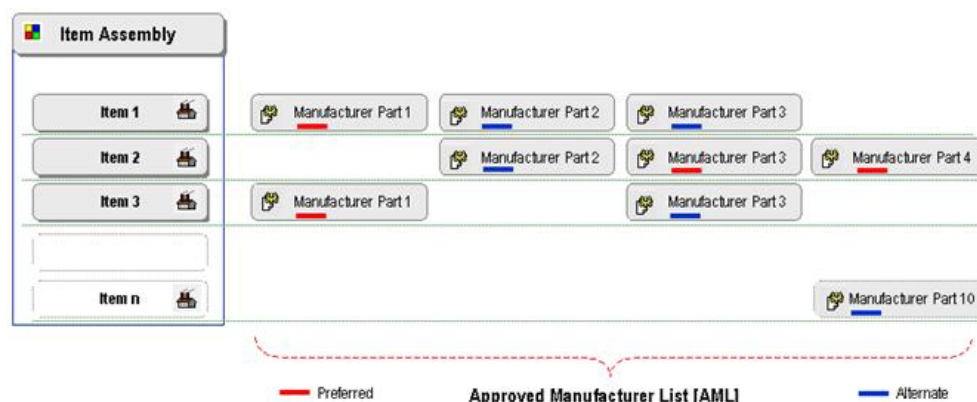 Item Assembly
Item 1 Manufacturer Part 1 Manufacturer Part 2 Manufacturer Part 3
Item 2 Manufacturer Part 2 Manufacturer Part 3 Manufacturer Part 4
Item 3 Manufacturer Part 1 Manufacturer Part 3
Item n Manufacturer Part 10
Preferred Approved Manufacturer List [AML] Alternate